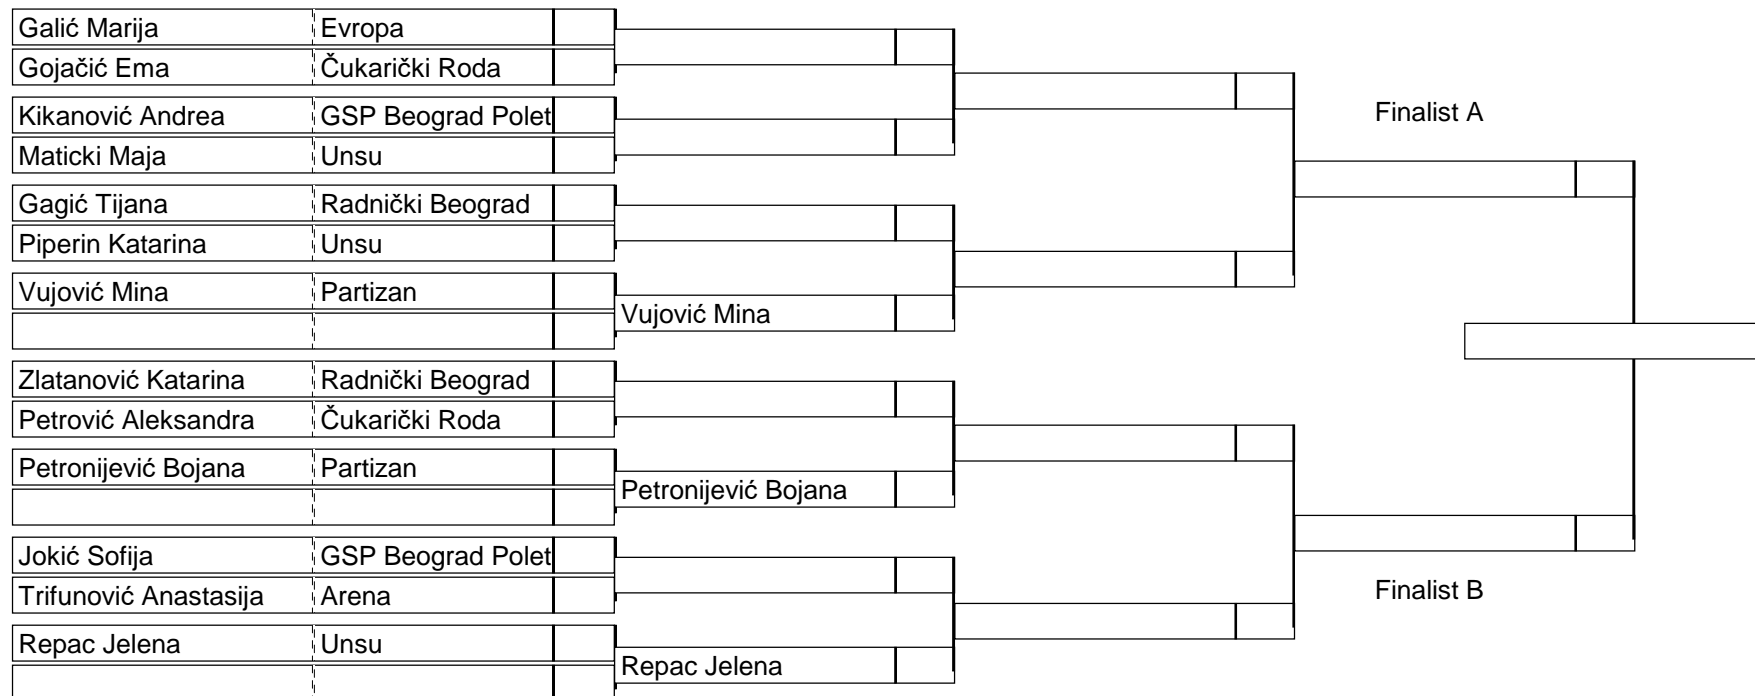 Galić Marija Evropa
Gojačić Ema Čukarički Roda
Finalist A
Kikanović Andrea GSP Beograd Polet
Maticki Maja Unsu
Gagić Tijana Radnički Beograd
Piperin Katarina Unsu
Vujović Mina Partizan
Vujović Mina
Zlatanović Katarina Radnički Beograd
Petrović Aleksandra Čukarički Roda
Petronijević Bojana Partizan
Petronijević Bojana
Jokić Sofija GSP Beograd Polet
Trifunović Anastasija Arena
Finalist B
Repac Jelena Unsu
Repac Jelena